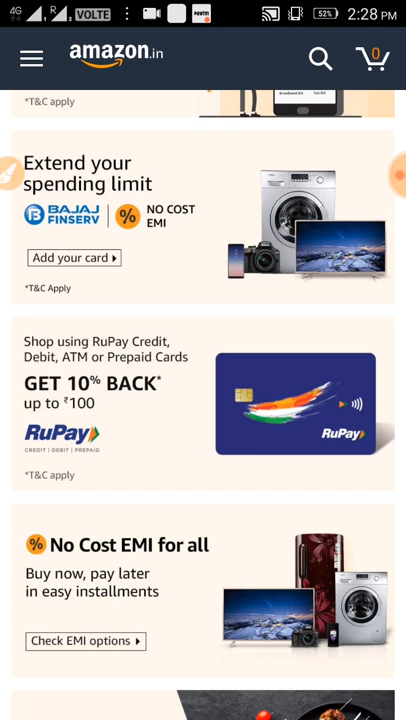 4G R VOLTE Paytm 52% 2:28 PM
amazon.in 0
*T&C apply
Extend your
spending limit
B BAJAJ FINSERV % NO COST EMI
Add your card
*T&C Apply
Shop using RuPay Credit,
Debit, ATM or Prepaid Cards
GET 10% BACK*
up to ₹100
RuPay
CREDIT | DEBIT | PREPAID
RuPay
*T&C apply
% No Cost EMI for all
Buy now, pay later
in easy installments
Check EMI options